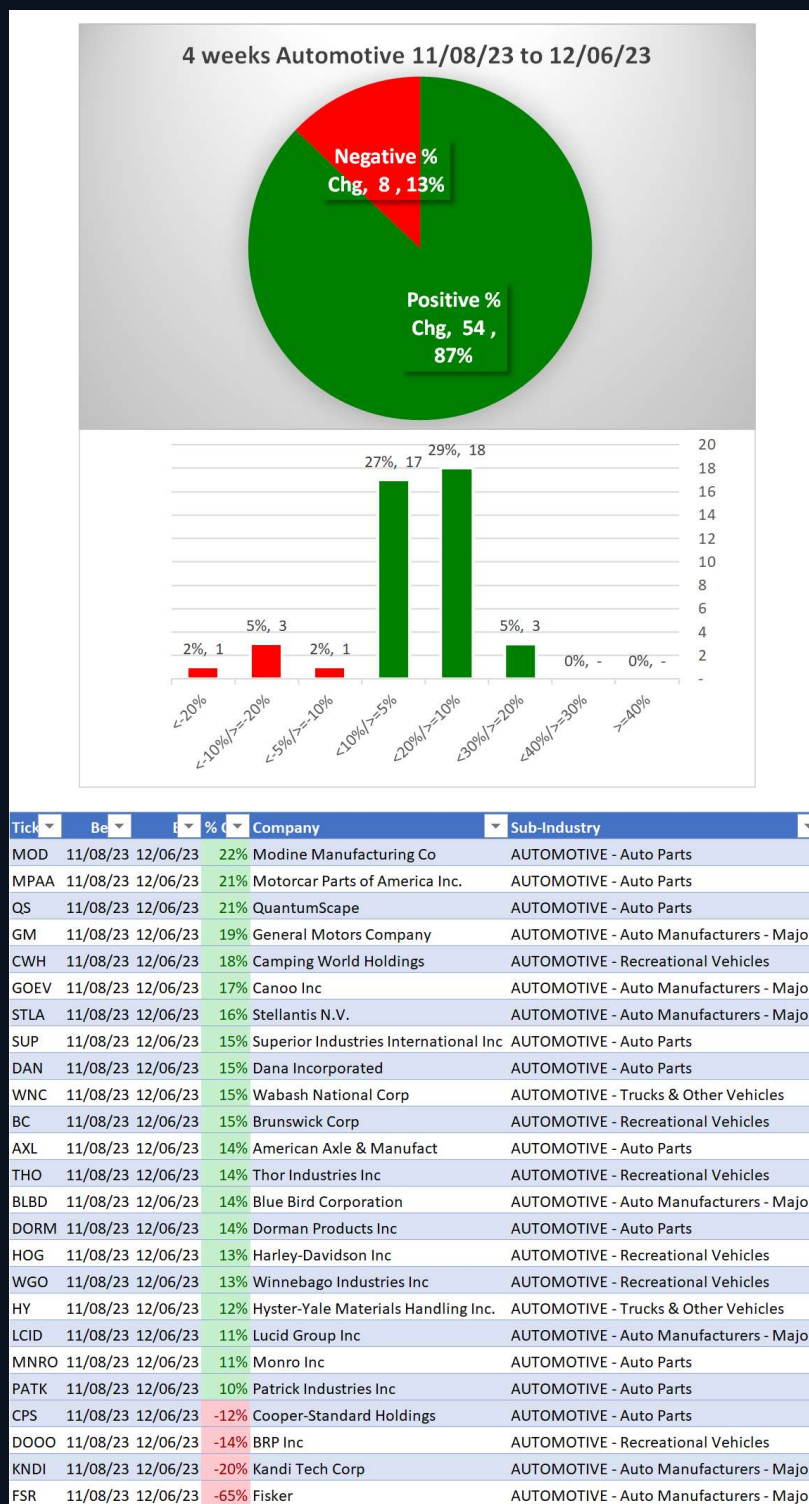 4 weeks Automotive 11/08/23 to 12/06/23
Negative %
Chg, 8 , 13%
Positive %
Chg, 54 ,
87%
20
18
16
14
12
10
8
6
4
2
-
2%, 1
5%, 3
2%, 1
27%, 17
29%, 18
5%, 3
0%, -
0%, -
<-20%
<-10%/>=-20%
<-5%/>=-10%
<10%/>=5%
<20%/>=10%
<30%/>=20%
<40%/>=30%
>=40%
Tick Be E % C Company Sub-Industry
MOD 11/08/23 12/06/23 22% Modine Manufacturing Co AUTOMOTIVE - Auto Parts
MPAA 11/08/23 12/06/23 21% Motorcar Parts of America Inc. AUTOMOTIVE - Auto Parts
QS 11/08/23 12/06/23 21% QuantumScape AUTOMOTIVE - Auto Parts
GM 11/08/23 12/06/23 19% General Motors Company AUTOMOTIVE - Auto Manufacturers - Majo
CWH 11/08/23 12/06/23 18% Camping World Holdings AUTOMOTIVE - Recreational Vehicles
GOEV 11/08/23 12/06/23 17% Canoo Inc AUTOMOTIVE - Auto Manufacturers - Majo
STLA 11/08/23 12/06/23 16% Stellantis N.V. AUTOMOTIVE - Auto Manufacturers - Majo
SUP 11/08/23 12/06/23 15% Superior Industries International Inc AUTOMOTIVE - Auto Parts
DAN 11/08/23 12/06/23 15% Dana Incorporated AUTOMOTIVE - Auto Parts
WNC 11/08/23 12/06/23 15% Wabash National Corp AUTOMOTIVE - Trucks & Other Vehicles
BC 11/08/23 12/06/23 15% Brunswick Corp AUTOMOTIVE - Recreational Vehicles
AXL 11/08/23 12/06/23 14% American Axle & Manufact AUTOMOTIVE - Auto Parts
THO 11/08/23 12/06/23 14% Thor Industries Inc AUTOMOTIVE - Recreational Vehicles
BLBD 11/08/23 12/06/23 14% Blue Bird Corporation AUTOMOTIVE - Auto Manufacturers - Majo
DORM 11/08/23 12/06/23 14% Dorman Products Inc AUTOMOTIVE - Auto Parts
HOG 11/08/23 12/06/23 13% Harley-Davidson Inc AUTOMOTIVE - Recreational Vehicles
WGO 11/08/23 12/06/23 13% Winnebago Industries Inc AUTOMOTIVE - Recreational Vehicles
HY 11/08/23 12/06/23 12% Hyster-Yale Materials Handling Inc. AUTOMOTIVE - Trucks & Other Vehicles
LCID 11/08/23 12/06/23 11% Lucid Group Inc AUTOMOTIVE - Auto Manufacturers - Majo
MNRO 11/08/23 12/06/23 11% Monro Inc AUTOMOTIVE - Auto Parts
PATK 11/08/23 12/06/23 10% Patrick Industries Inc AUTOMOTIVE - Auto Parts
CPS 11/08/23 12/06/23 -12% Cooper-Standard Holdings AUTOMOTIVE - Auto Parts
DOOO 11/08/23 12/06/23 -14% BRP Inc AUTOMOTIVE - Recreational Vehicles
KNDI 11/08/23 12/06/23 -20% Kandi Tech Corp AUTOMOTIVE - Auto Manufacturers - Majo
FSR 11/08/23 12/06/23 -65% Fisker AUTOMOTIVE - Auto Manufacturers - Majo